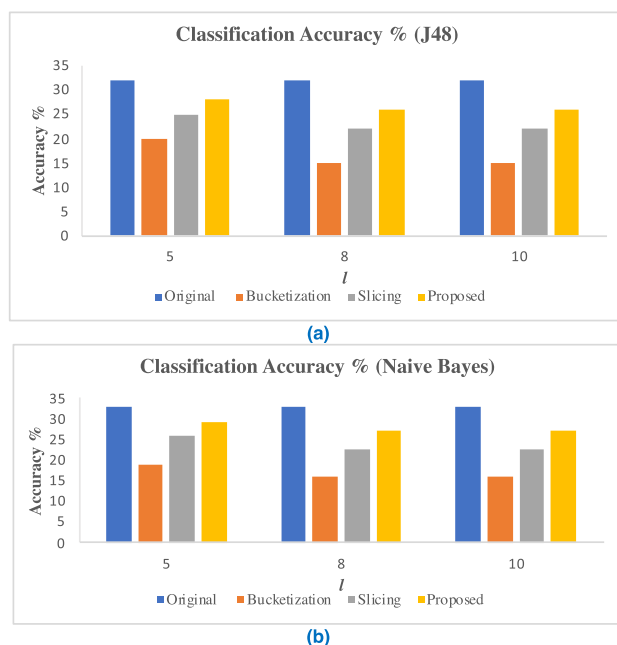 Classification Accuracy % (J48)
35
30
25
20
15
10
5
0
Accuracy %
5 8 10
l
Original Bucketization Slicing Proposed
(a)
Classification Accuracy % (Naive Bayes)
35
30
25
20
15
10
5
0
Accuracy %
5 8 10
l
Original Bucketization Slicing Proposed
(b)